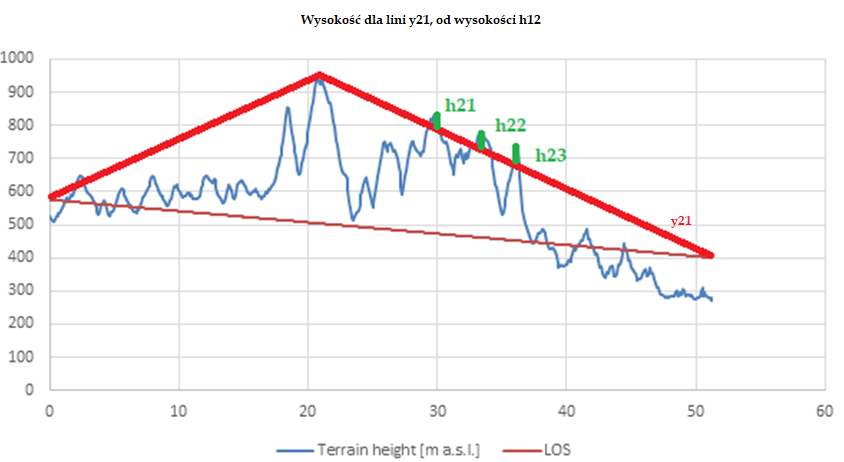 Wysokość dla lini y21, od wysokości h12
1000
900
800
700
600
500
400
300
200
100
0
h21
h22
h23
y21
0 10 20 30 40 50 60
Terrain height [m a.s.l.] LOS